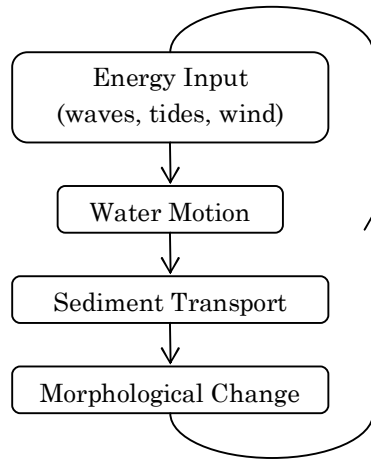 Energy Input
(waves, tides, wind)
Water Motion
Sediment Transport
Morphological Change